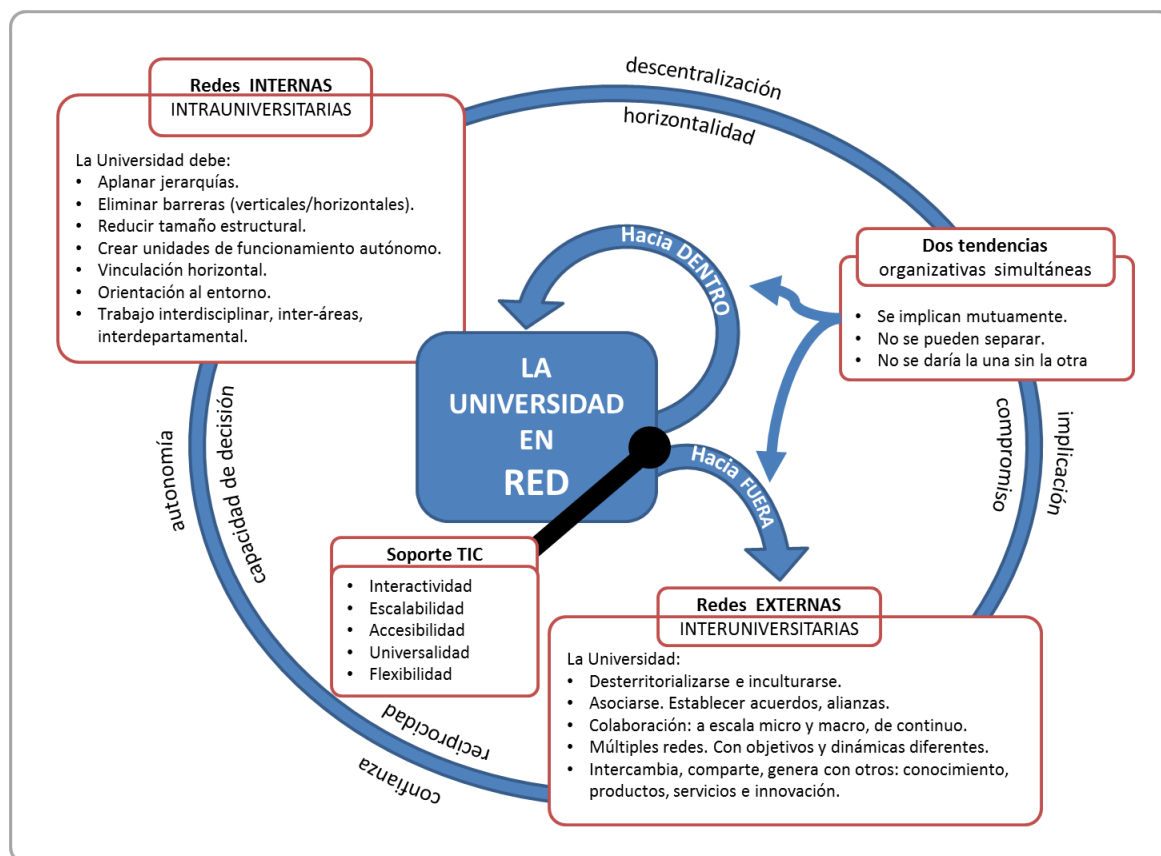 descentralización
horizontalidad
Redes INTERNAS
INTRAUNIVERSITARIAS
La Universidad debe:
• Aplanar jerarquías.
• Eliminar barreras (verticales/horizontales).
• Reducir tamaño estructural.
• Crear unidades de funcionamiento autónomo.
• Vinculación horizontal.
• Orientación al entorno.
• Trabajo interdisciplinar, inter-áreas,
interdepartamental.
Hacia DENTRO
Dos tendencias
organizativas simultáneas
• Se implican mutuamente.
• No se pueden separar.
• No se daría la una sin la otra
LA
UNIVERSIDAD
EN
RED
Hacia FUERA
implicación
compromiso
autonomía
capacidad de decisión
Soporte TIC
• Interactividad
• Escalabilidad
• Accesibilidad
• Universalidad
• Flexibilidad
Redes EXTERNAS
INTERUNIVERSITARIAS
La Universidad:
• Desterritorializarse e inculturarse.
• Asociarse. Establecer acuerdos, alianzas.
• Colaboración: a escala micro y macro, de continuo.
• Múltiples redes. Con objetivos y dinámicas diferentes.
• Intercambia, comparte, genera con otros: conocimiento,
productos, servicios e innovación.
reciprocidad
confianza